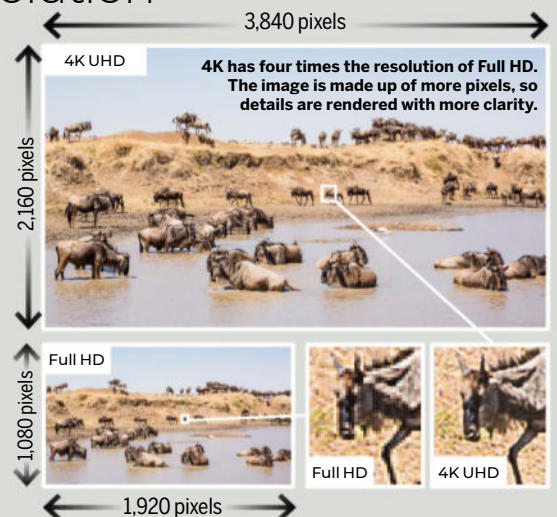 3,840 pixels
4K UHD
4K has four times the resolution of Full HD.
The image is made up of more pixels, so
details are rendered with more clarity.
2,160 pixels
Full HD
1,080 pixels
Full HD
4K UHD
1,920 pixels